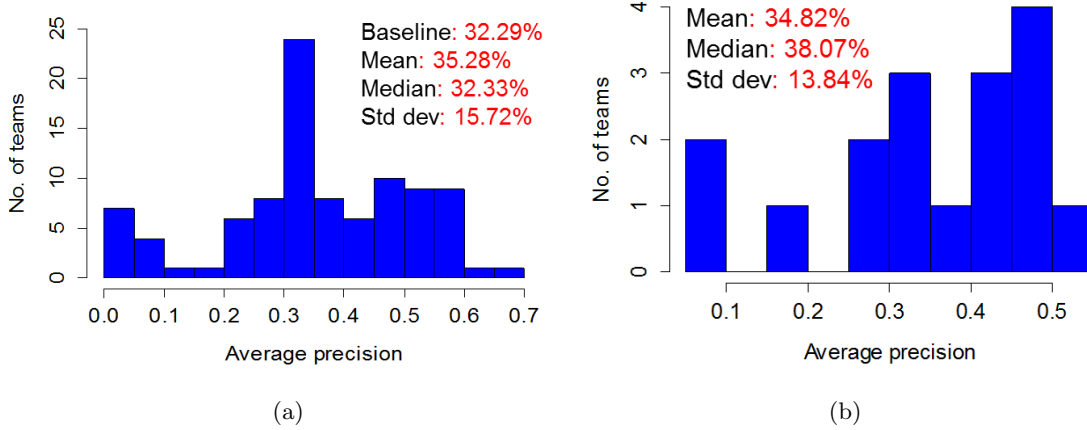 Baseline: 32.29%
Mean: 35.28%
Median: 32.33%
Std dev: 15.72%
No. of teams
25
20
15
10
5
0
0.0 0.1 0.2 0.3 0.4 0.5 0.6 0.7
Average precision
(a)
Mean: 34.82%
Median: 38.07%
Std dev: 13.84%
No. of teams
4
3
2
1
0
0.1 0.2 0.3 0.4 0.5
Average precision
(b)